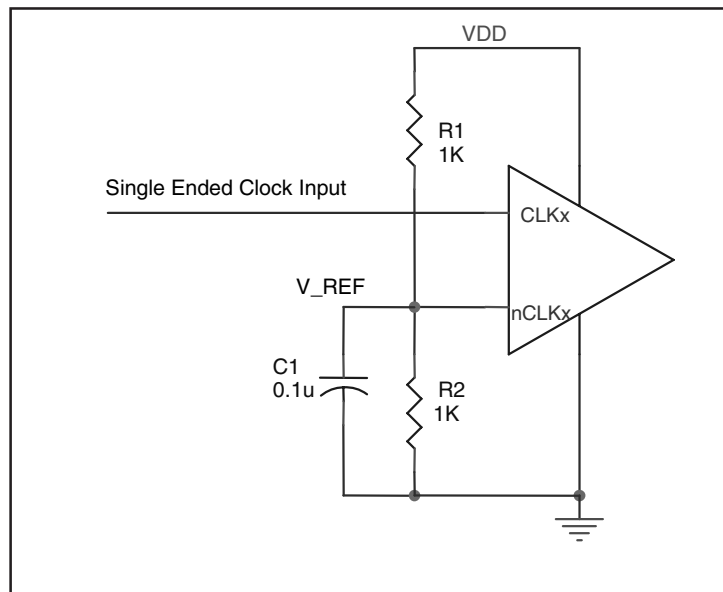 VDD
R1
1K
Single Ended Clock Input
CLKx
V_REF
nCLKx
C1
0.1u
R2
1K